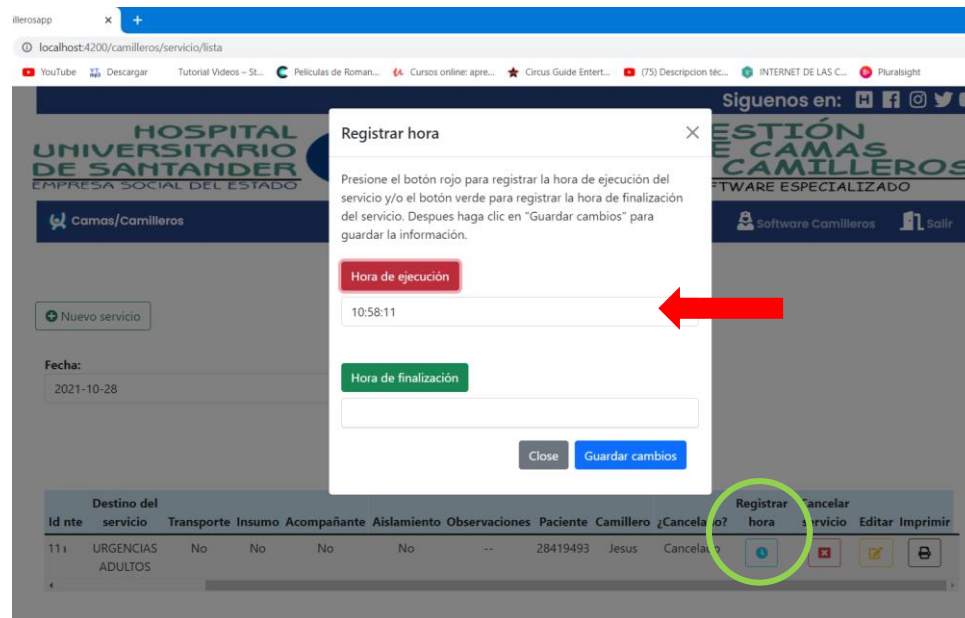 illerosapp
localhost:4200/camilleros/servicio/lista
YouTube Descargar Tutorial Videos – St... Películas de Roman... Cursos online: apre... Circus Guide Entert... (75) Descripcion téc... INTERNET DE LAS C... Pluralsight
Siguenos en:
HOSPITAL
UNIVERSITARIO
DE SANTANDER
EMPRESA SOCIAL DEL ESTADO
ESTIÓN
E CAMAS
CAMILLEROS
FTWARE ESPECIALIZADO
Camas/Camilleros
Software Camilleros Salir
Registrar hora
Presione el botón rojo para registrar la hora de ejecución del
servicio y/o el botón verde para registrar la hora de finalización
del servicio. Despues haga clic en "Guardar cambios" para
guardar la información.
Hora de ejecución
10:58:11
Hora de finalización
Close Guardar cambios
Nuevo servicio
Fecha:
2021-10-28
Destino del Registrar Cancelar
Id nte servicio Transporte Insumo Acompañante Aislamiento Observaciones Paciente Camillero ¿Cancelado? hora servicio Editar Imprimir
URGENCIAS No No No No -- 28419493 Jesus Cancelado
ADULTOS